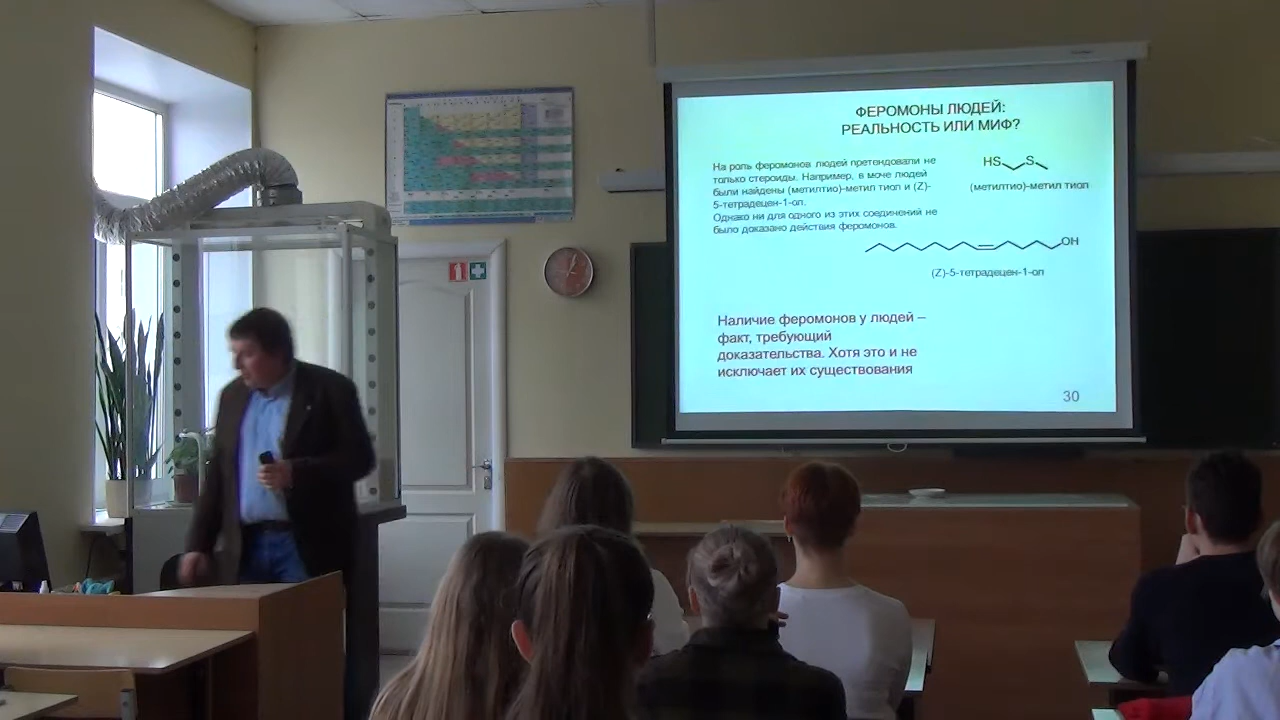 ФЕРОМОНЫ ЛЮДЕЙ:
РЕАЛЬНОСТЬ ИЛИ МИФ?
На роль феромонов людей претендовали не
только стероиды. Например, в моче людей
были найдены (метилтио)-метил тиол и (Z)-
5-тетрадецен-1-ол.
Однако ни для одного из этих соединений не
было доказано действия феромонов.
HS S
(метилтио)-метил тиол
OH
(Z)-5-тетрадецен-1-ол
Наличие феромонов у людей –
факт, требующий
доказательства. Хотя это и не
исключает их существования
30
1